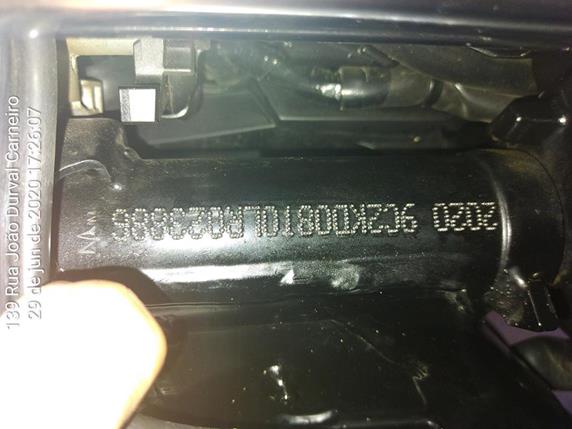 139 Rua João Durval Carneiro
29 de jun de 2020 17:26:07
2020 9C2KD0810LR023886